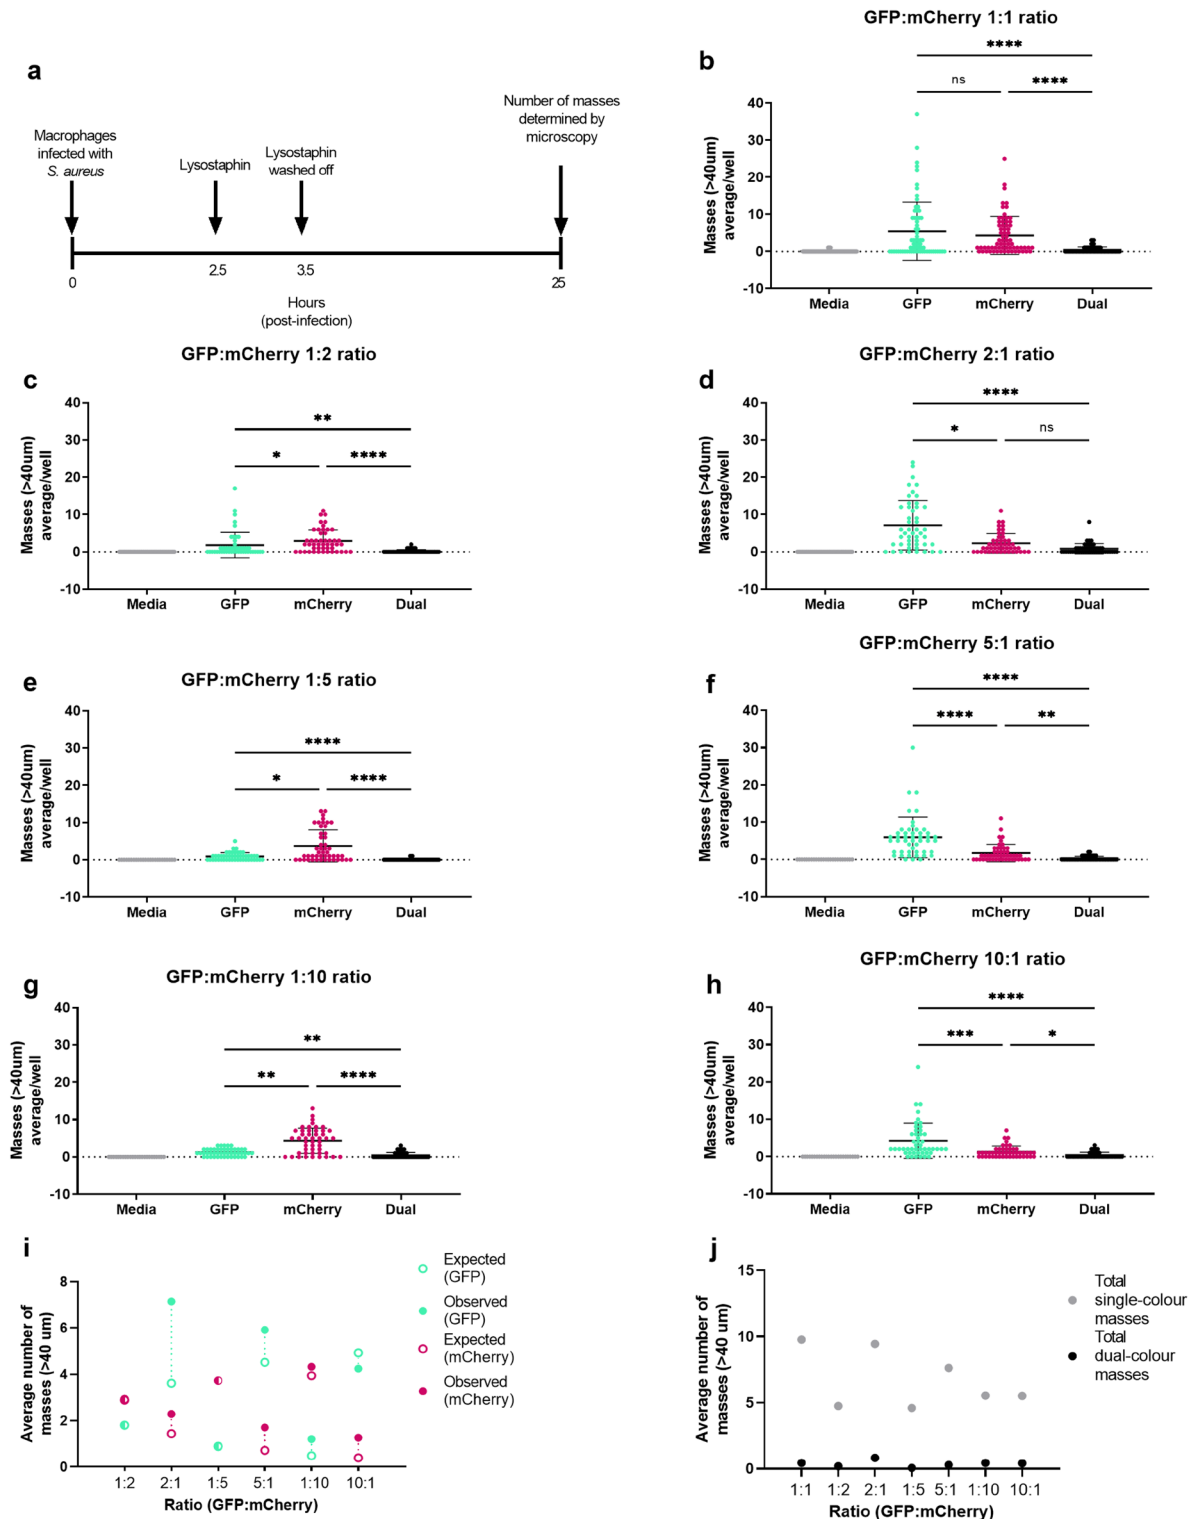 a
Macrophages
infected with
S. aureus
Lysostaphin
Lysostaphin
washed off
Number of masses
determined by
microscopy
0
2.5
3.5
25
Hours
(post-infection)
b
GFP:mCherry 1:1 ratio
****
ns
****
Masses (>40um)
average/well
40
30
20
10
0
-10
Media
GFP
mCherry
Dual
c
GFP:mCherry 1:2 ratio
**
*
****
Masses (>40um)
average/well
40
30
20
10
0
-10
Media
GFP
mCherry
Dual
d
GFP:mCherry 2:1 ratio
****
*
ns
Masses (>40um)
average/well
40
30
20
10
0
-10
Media
GFP
mCherry
Dual
e
GFP:mCherry 1:5 ratio
****
*
****
Masses (>40um)
average/well
40
30
20
10
0
-10
Media
GFP
mCherry
Dual
f
GFP:mCherry 5:1 ratio
****
****
**
Masses (>40um)
average/well
40
30
20
10
0
-10
Media
GFP
mCherry
Dual
g
GFP:mCherry 1:10 ratio
**
**
****
Masses (>40um)
average/well
40
30
20
10
0
-10
Media
GFP
mCherry
Dual
h
GFP:mCherry 10:1 ratio
****
***
*
Masses (>40um)
average/well
40
30
20
10
0
-10
Media
GFP
mCherry
Dual
i
Average number of
masses (>40 um)
8
6
4
2
0
1:2
2:1
1:5
5:1
1:10
10:1
Ratio (GFP:mCherry)
Expected
(GFP)
Observed
(GFP)
Expected
(mCherry)
Observed
(mCherry)
j
Average number of
masses (>40 um)
15
10
5
0
1:1
1:2
2:1
1:5
5:1
1:10
10:1
Ratio (GFP:mCherry)
Total
single-colour
masses
Total
dual-colour
masses